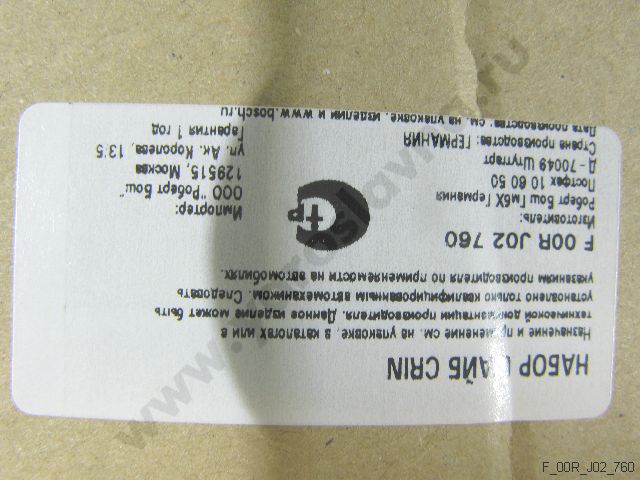 НАБОР ШАЙБ CRIN
Назначение и применение см. на упаковке, в каталогах или в
технической документации производителя. Данное изделие может быть
установлено только квалифицированным автомехаником. Следовать
указаниям производителя по применяемости на автомобилях.
F 00R J02 760
Изготовитель:
Роберт Бош ГмбХ Германия
Постфах 10 60 50
Д - 70049 Штутгарт
Страна производства: ГЕРМАНИЯ
Дата производства: см. на упаковке, изделии и www.bosch.ru
Импортер:
ООО "Роберт Бош"
129515, Москва
ул. Ак. Королева, 13/5
Гарантия 1 год
F_00R_J02_760